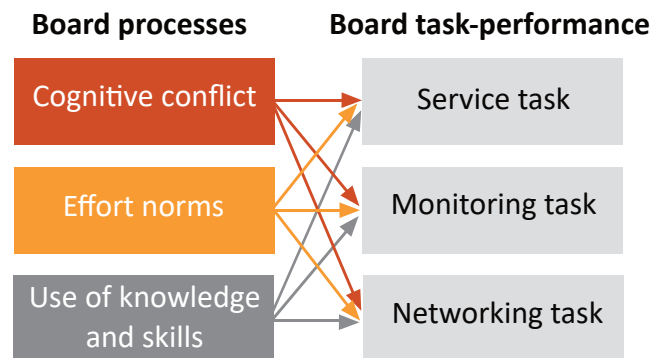 Board processes
Board task-performance
Cognitive conflict
Service task
Effort norms
Monitoring task
Use of knowledge
and skills
Networking task